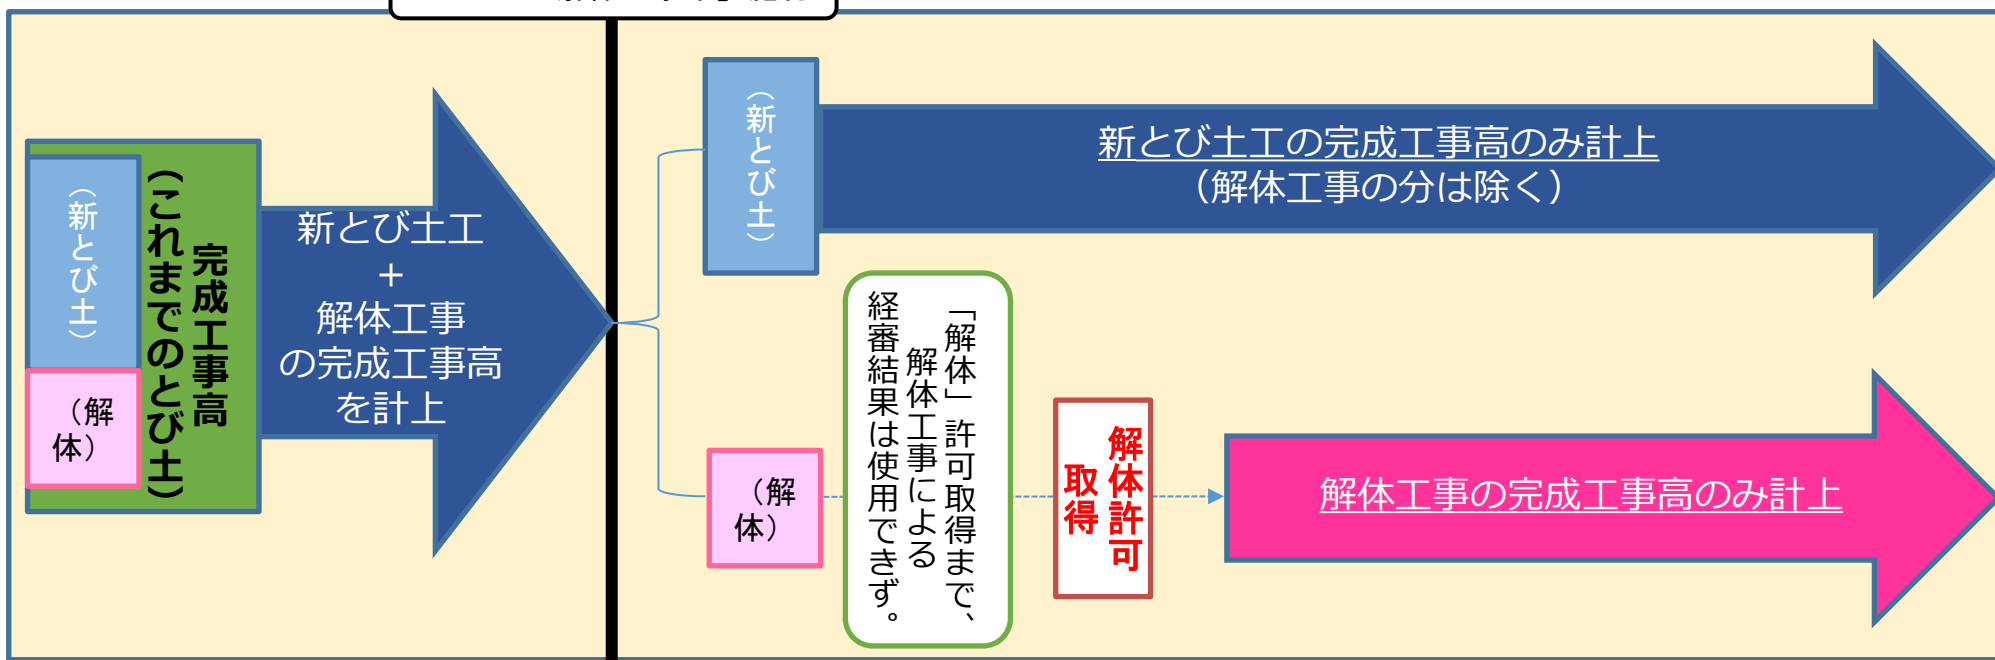 （新とび土）
完成工事高
（これまでのとび土）
（解
体）
新とび土工
＋
解体工事
の完成工事高
を計上
（新とび土）
新とび土工の完成工事高のみ計上
（解体工事の分は除く）
（解
体）
「解体」許可取得まで、
解体工事による
経審結果は使用できず。
解体許可
取得
解体工事の完成工事高のみ計上